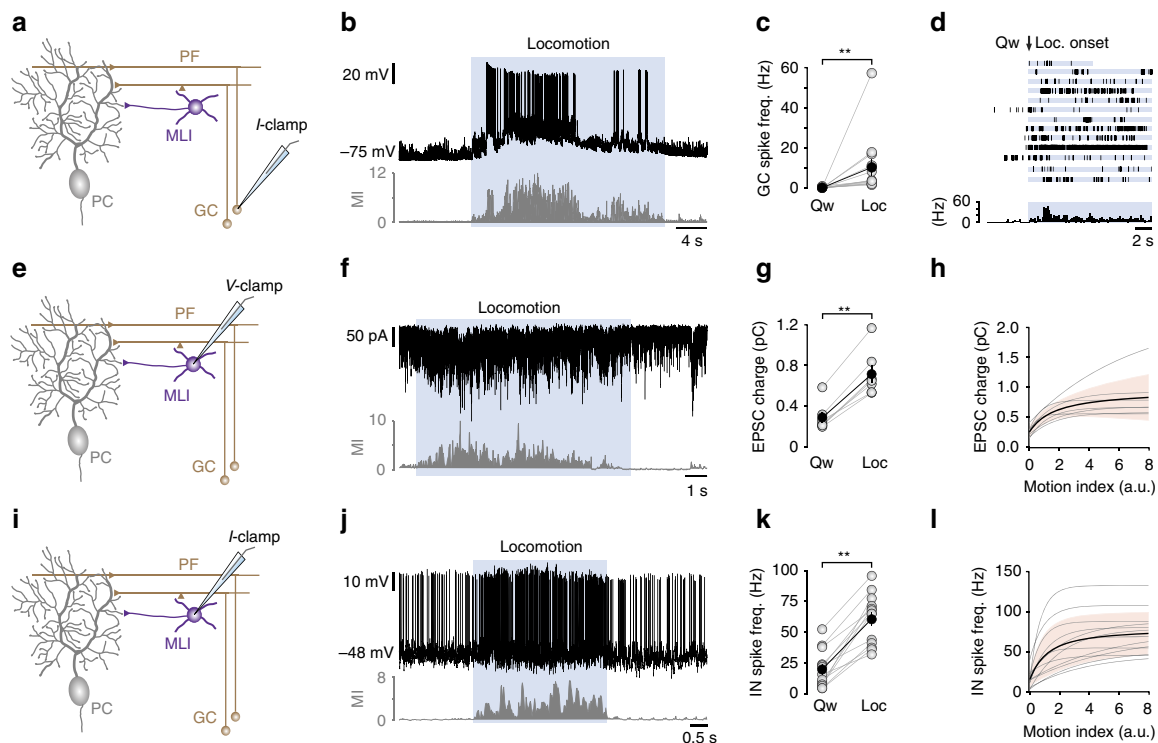 a
PF
MLI
I-clamp
PC
GC
b
Locomotion
20 mV
–75 mV
12
MI
0
4 s
c
**
GC spike freq. (Hz)
60
40
20
10
0
Qw Loc
d
Qw Loc. onset
60
(Hz)
0
2 s
e
V-clamp
PF
MLI
PC
GC
f
Locomotion
50 pA
10
MI
0
1 s
g
**
EPSC charge (pC)
1.2
0.8
0.4
0
Qw Loc
h
EPSC charge (pC)
2.0
1.5
1.0
0.5
0.0
0 2 4 6 8
Motion index (a.u.)
i
I-clamp
PF
MLI
PC
GC
j
Locomotion
10 mV
–48 mV
8
MI
0
0.5 s
k
**
IN spike freq. (Hz)
100
75
50
25
0
Qw Loc
l
IN spike freq. (Hz)
150
100
50
0
0 2 4 6 8
Motion index (a.u.)